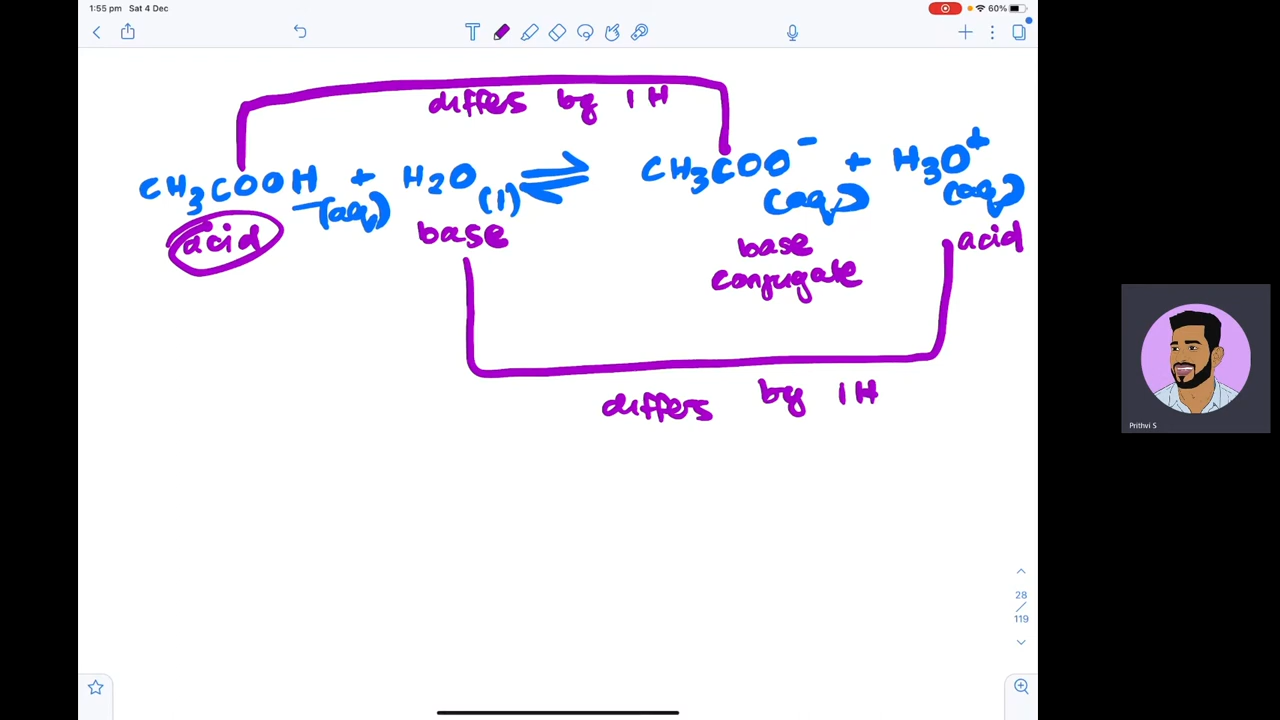 1:55 pm Sat 4 Dec
60%
T
differs by 1 H
CH3COOH (aq) + H2O (l) ⇌ CH3COO⁻ (aq) + H3O⁺ (aq)
acid base base acid
conjugate
differs by 1H
Prithvi S
28
/
119